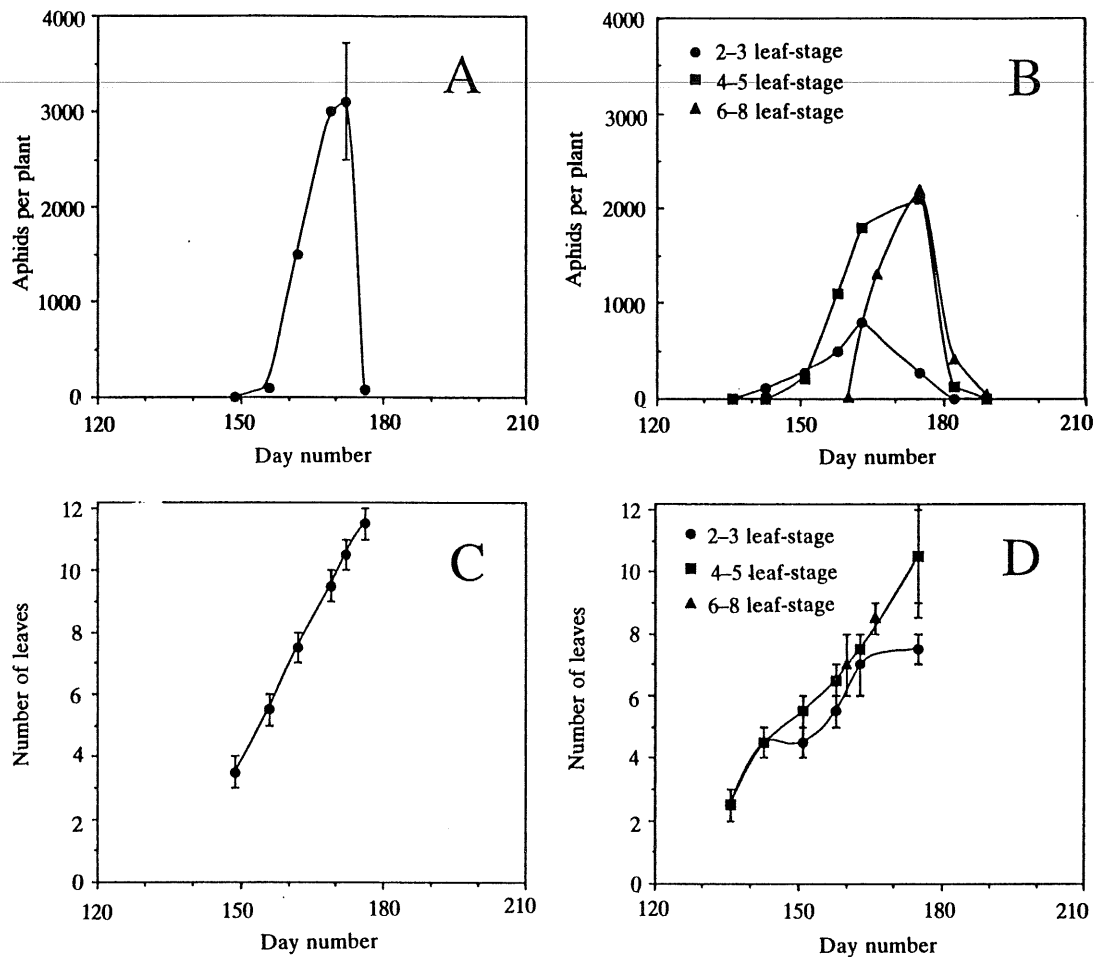 4000
3000
2000
1000
0
Aphids per plant
A
120 150 180 210
Day number
4000
3000
2000
1000
0
Aphids per plant
2–3 leaf-stage
4–5 leaf-stage
6–8 leaf-stage
B
120 150 180 210
Day number
12
10
8
6
4
2
0
Number of leaves
C
120 150 180 210
Day number
12
10
8
6
4
2
0
Number of leaves
2–3 leaf-stage
4–5 leaf-stage
6–8 leaf-stage
D
120 150 180 210
Day number